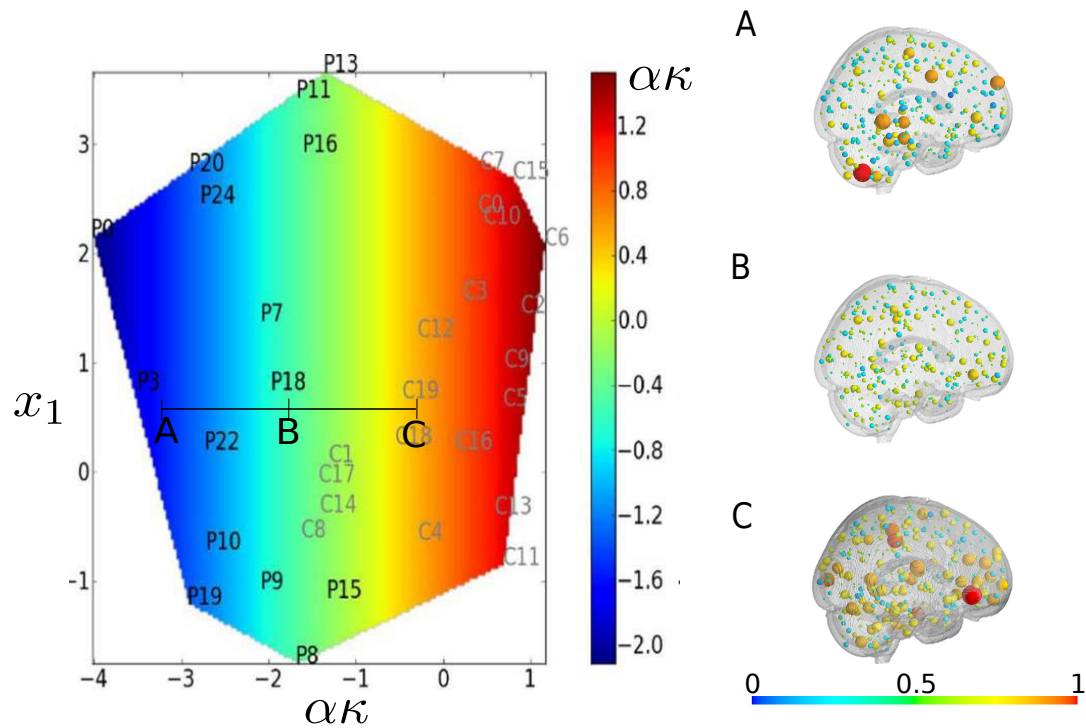 A
P13
ακ
P11
1.2
3
P16
C7
P20
C15
0.8
P24
C0
C10
P0
C6
2
0.4
B
C3
C2
P7
C12
0.0
1
C9
P3
P18
C19
C5
−0.4
x1
A
B
C
C18
P22
C16
C1
0
C17
−0.8
C14
C13
C8
C4
C
P10
−1.2
C11
−1
P9
P15
P19
−1.6
P8
−2.0
−4
−3
−2
−1
0
1
0
0.5
1
ακ